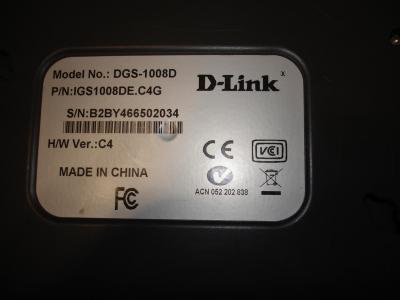 Model No.: DGS-1008D
D-Link ®
P/N:IGS1008DE.C4G
S/N:B2BY466502034
H/W Ver.:C4
CE
VCI
MADE IN CHINA
FC
ACN 052 202 838